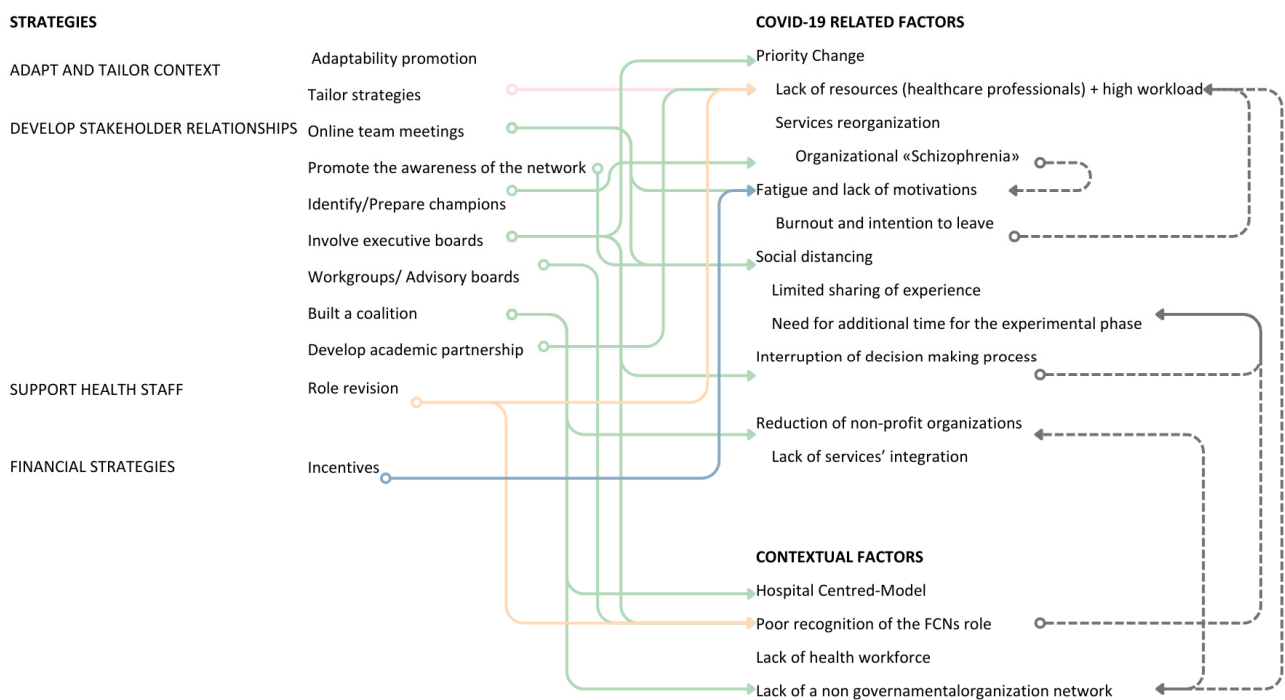 STRATEGIES
ADAPT AND TAILOR CONTEXT
Adaptability promotion
Tailor strategies
DEVELOP STAKEHOLDER RELATIONSHIPS
Online team meetings
Promote the awareness of the network
Identify/Prepare champions
Involve executive boards
Workgroups/ Advisory boards
Built a coalition
Develop academic partnership
SUPPORT HEALTH STAFF
Role revision
FINANCIAL STRATEGIES
Incentives
COVID-19 RELATED FACTORS
Priority Change
Lack of resources (healthcare professionals) + high workload
Services reorganization
Organizational «Schizophrenia»
Fatigue and lack of motivations
Burnout and intention to leave
Social distancing
Limited sharing of experience
Need for additional time for the experimental phase
Interruption of decision making process
Reduction of non-profit organizations
Lack of services’ integration
CONTEXTUAL FACTORS
Hospital Centred-Model
Poor recognition of the FCNs role
Lack of health workforce
Lack of a non governamentalorganization network